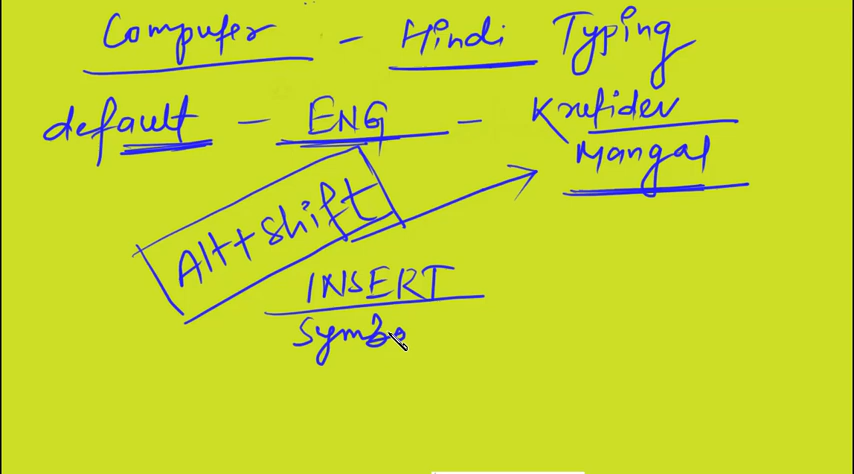 Computer - Hindi Typing
default - ENG - Krutidev
Mangal
Alt+Shift
INSERT
Symbo